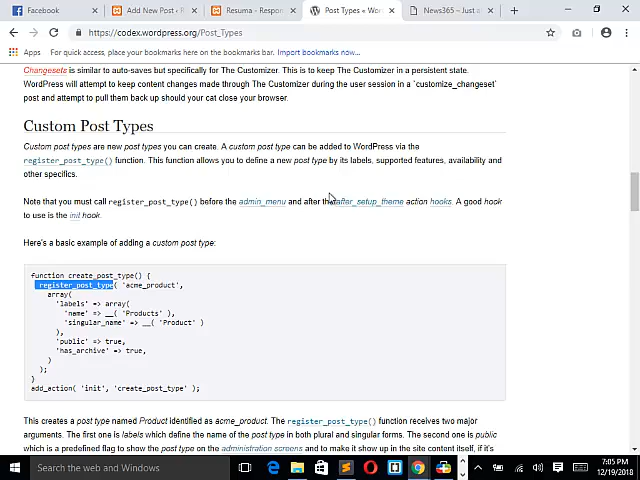 Facebook
Add New Post ‹ R
Resuma - Respon
Post Types « Wor
News365 – Just a
https://codex.wordpress.org/Post_Types
Apps
For quick access, place your bookmarks here on the bookmarks bar. Import bookmarks now...
Changesets is similar to auto-saves but specifically for The Customizer. This is to keep The Customizer in a persistent state.
WordPress will attempt to keep content changes made through The Customizer during the user session in a `customize_changeset`
post and attempt to pull them back up should your cat close your browser.
Custom Post Types
Custom post types are new post types you can create. A custom post type can be added to WordPress via the
register_post_type() function. This function allows you to define a new post type by its labels, supported features, availability and
other specifics.
Note that you must call register_post_type() before the admin_menu and after the after_setup_theme action hooks. A good hook
to use is the init hook.
Here's a basic example of adding a custom post type:
function create_post_type() {
register_post_type( 'acme_product',
array(
'labels' => array(
'name' => __( 'Products' ),
'singular_name' => __( 'Product' )
),
'public' => true,
'has_archive' => true,
)
);
}
add_action( 'init', 'create_post_type' );
This creates a post type named Product identified as acme_product. The register_post_type() function receives two major
arguments. The first one is labels which define the name of the post type in both plural and singular forms. The second one is public
which is a predefined flag to show the post type on the administration screens and to make it show up in the site content itself, if it's
Search the web and Windows
7:05 PM
12/19/2018